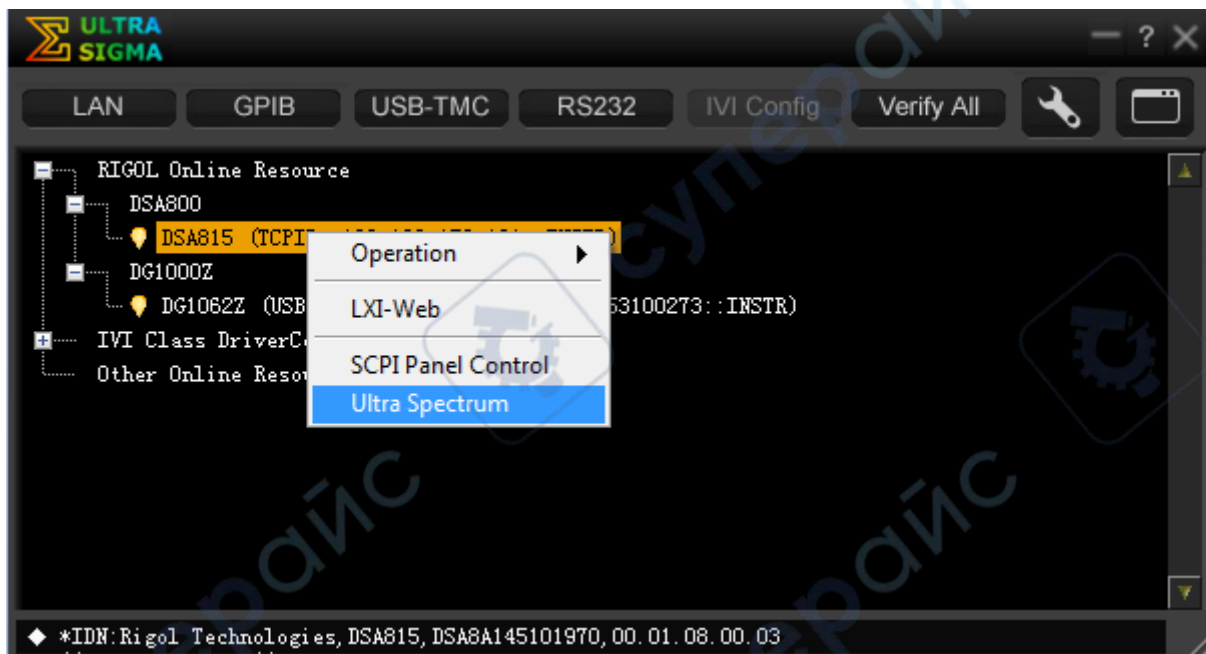 ULTRA
SIGMA
— ? X
LAN GPIB USB-TMC RS232 IVI Config Verify All
RIGOL Online Resource
DSA800
DSA815 (TCPI
Operation
DG1000Z
DG1062Z (USB 53100273::INSTR)
LXI-Web
IVI Class DriverC
SCPI Panel Control
Other Online Resou
Ultra Spectrum
*IDN:Rigol Technologies,DSA815,DSA8A145101970,00.01.08.00.03